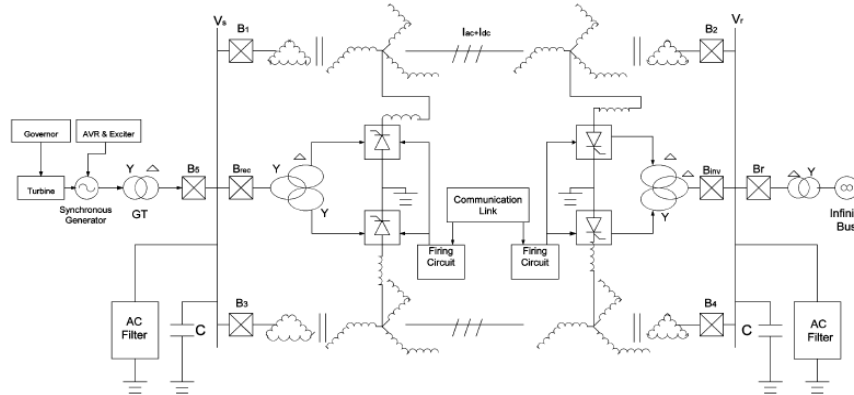 Vs
B1
Iac+Idc
B2
Vr
Governor
AVR & Exciter
Turbine
Synchronous
Generator
Y
Δ
GT
B5
Brec
Y
Δ
Y
Communication
Link
Firing
Circuit
Firing
Circuit
Δ
Δ
Y
Binv
Br
Δ
Y
Infini
Bus
AC
Filter
C
B3
B4
C
AC
Filter